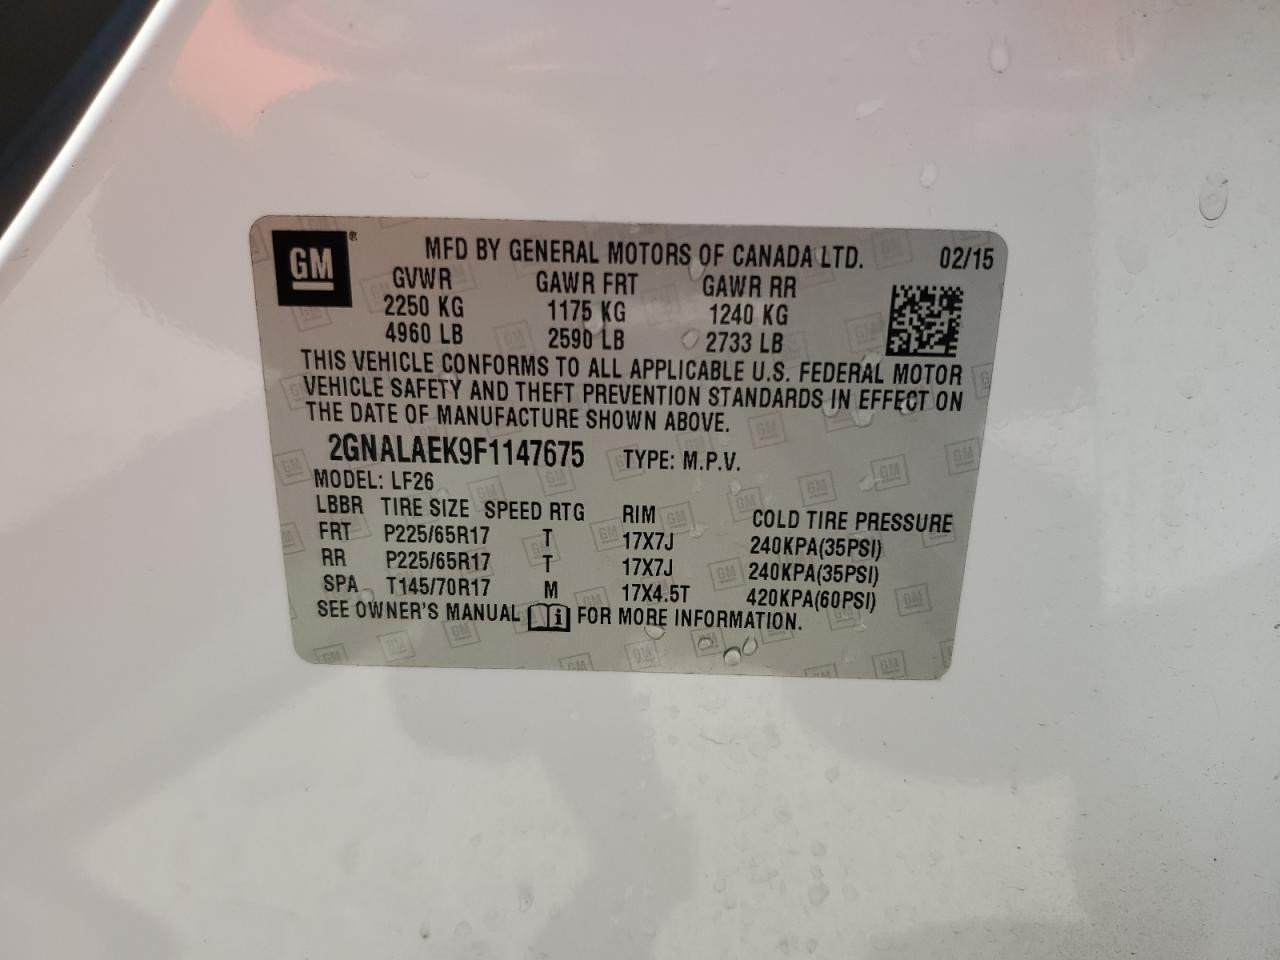 GM ® MFD BY GENERAL MOTORS OF CANADA LTD. 02/15
GVWR GAWR FRT GAWR RR
2250 KG 1175 KG 1240 KG
4960 LB 2590 LB 2733 LB
THIS VEHICLE CONFORMS TO ALL APPLICABLE U.S. FEDERAL MOTOR
VEHICLE SAFETY AND THEFT PREVENTION STANDARDS IN EFFECT ON
THE DATE OF MANUFACTURE SHOWN ABOVE.
2GNALAEK9F1147675 TYPE: M.P.V.
MODEL: LF26
LBBR TIRE SIZE SPEED RTG RIM COLD TIRE PRESSURE
FRT P225/65R17 T 17X7J 240KPA(35PSI)
RR P225/65R17 T 17X7J 240KPA(35PSI)
SPA T145/70R17 M 17X4.5T 420KPA(60PSI)
SEE OWNER'S MANUAL i FOR MORE INFORMATION.